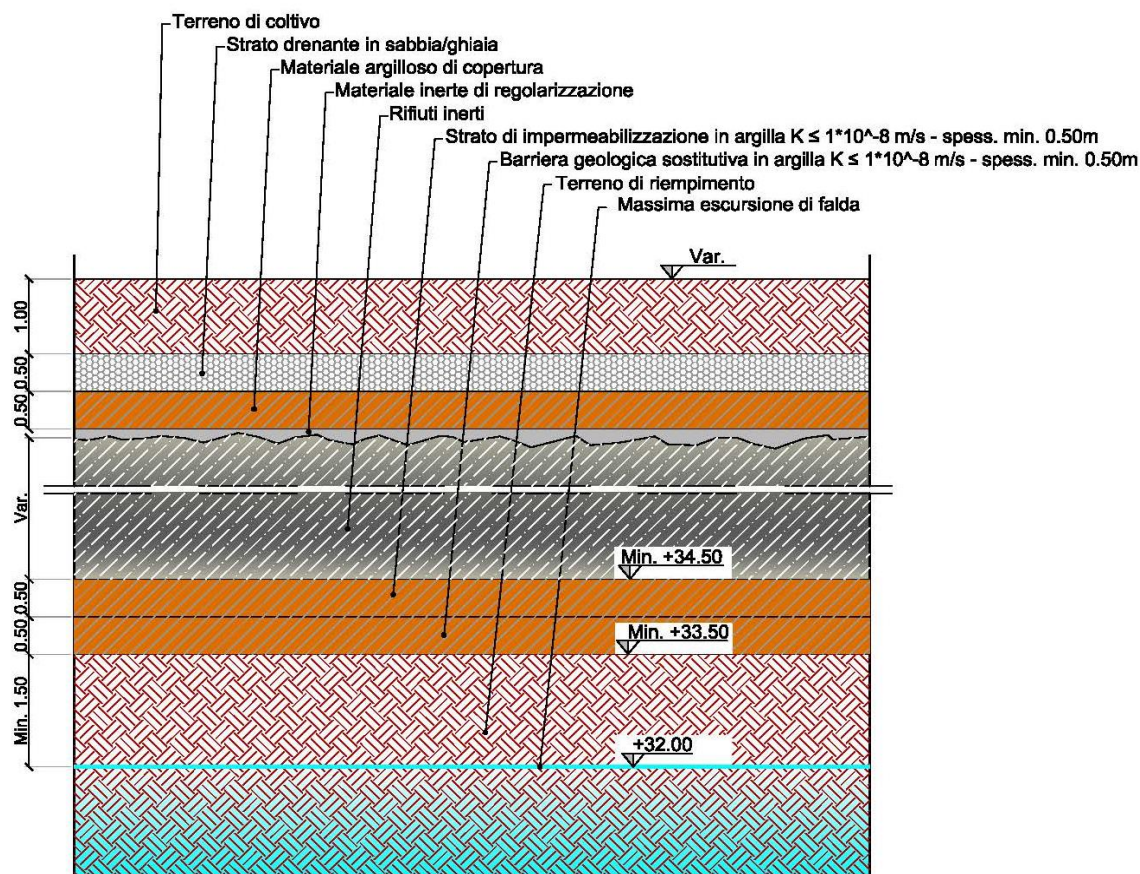 Terreno di coltivo
Strato drenante in sabbia/ghiaia
Materiale argilloso di copertura
Materiale inerte di regolarizzazione
Rifiuti inerti
Strato di impermeabilizzazione in argilla K ≤ 1*10^-8 m/s - spess. min. 0.50m
Barriera geologica sostitutiva in argilla K ≤ 1*10^-8 m/s - spess. min. 0.50m
Terreno di riempimento
Massima escursione di falda
Var.
1.00
0.50
0.50
Var.
Min. +34.50
0.50
0.50
Min. +33.50
Min. 1.50
+32.00